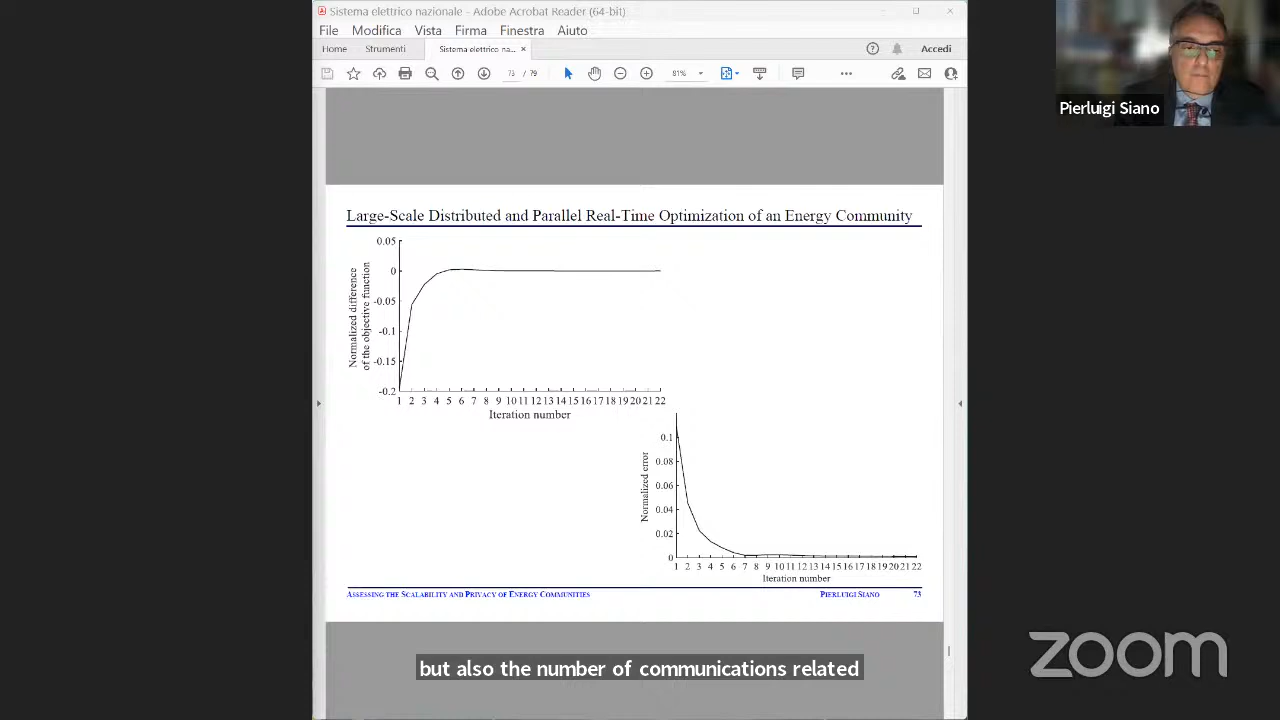 Sistema elettrico nazionale - Adobe Acrobat Reader (64-bit)
File Modifica Vista Firma Finestra Aiuto
Home Strumenti Sistema elettrico na... × Accedi
73 / 79 81%
Pierluigi Siano
Large-Scale Distributed and Parallel Real-Time Optimization of an Energy Community
Normalized difference
of the objective function
0.05
0
-0.05
-0.1
-0.15
-0.2
1 2 3 4 5 6 7 8 9 10 11 12 13 14 15 16 17 18 19 20 21 22
Iteration number
Normalized error
0.1
0.08
0.06
0.04
0.02
0
1 2 3 4 5 6 7 8 9 10 11 12 13 14 15 16 17 18 19 20 21 22
Iteration number
ASSESSING THE SCALABILITY AND PRIVACY OF ENERGY COMMUNITIES PIERLUIGI SIANO 73
but also the number of communications related
zoom